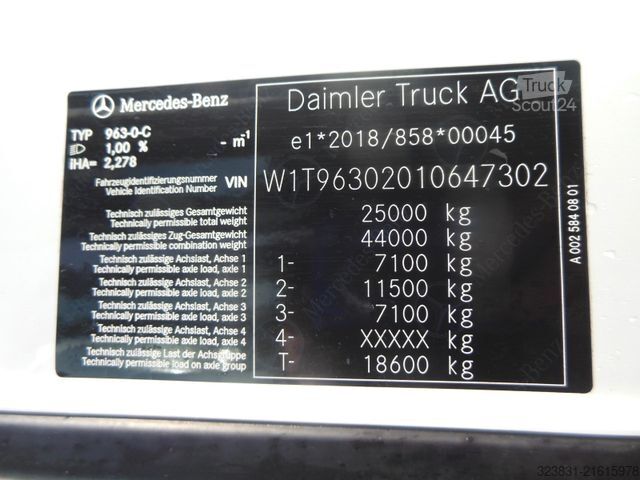 Mercedes-Benz
Daimler Truck AG
Truck
Scout24
TYP 963-0-C
1,00 % - m⁻¹
iHA= 2,278
e1*2018/858*00045
Fahrzeugidentifizierungsnummer
Vehicle Identification Number VIN W1T96302010647302
Technisch zulässiges Gesamtgewicht
Technically permissible total weight 25000 kg
Technisch zulässiges Zug-Gesamtgewicht
Technically permissible combination weight 44000 kg
Technisch zulässige Achslast, Achse 1
Technically permissible axle load, axle 1 1- 7100 kg
Technisch zulässige Achslast, Achse 2
Technically permissible axle load, axle 2 2- 11500 kg
Technisch zulässige Achslast, Achse 3
Technically permissible axle load, axle 3 3- 7100 kg
Technisch zulässige Achslast, Achse 4
Technically permissible axle load, axle 4 4- XXXXX kg
Technisch zulässige Last der Achsgruppe
Technically permissible load on axle group T- 18600 kg
A 002 584 08 01
323831-21615978